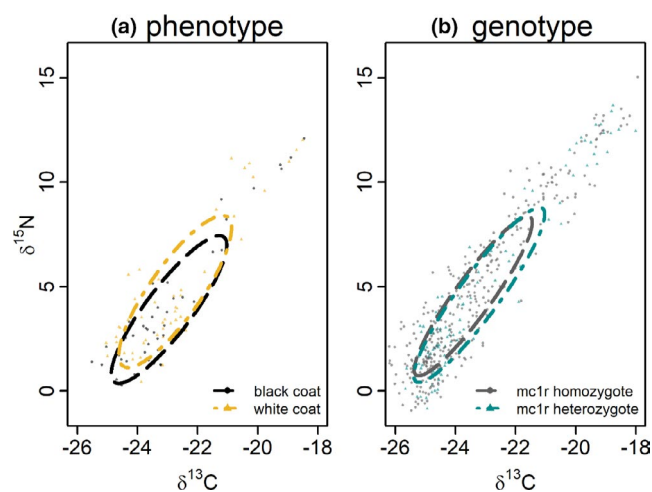 (a) phenotype
(b) genotype
15
10
5
0
δ15N
-26 -24 -22 -20 -18
δ13C
black coat
white coat
15
10
5
0
-26 -24 -22 -20 -18
δ13C
mc1r homozygote
mc1r heterozygote